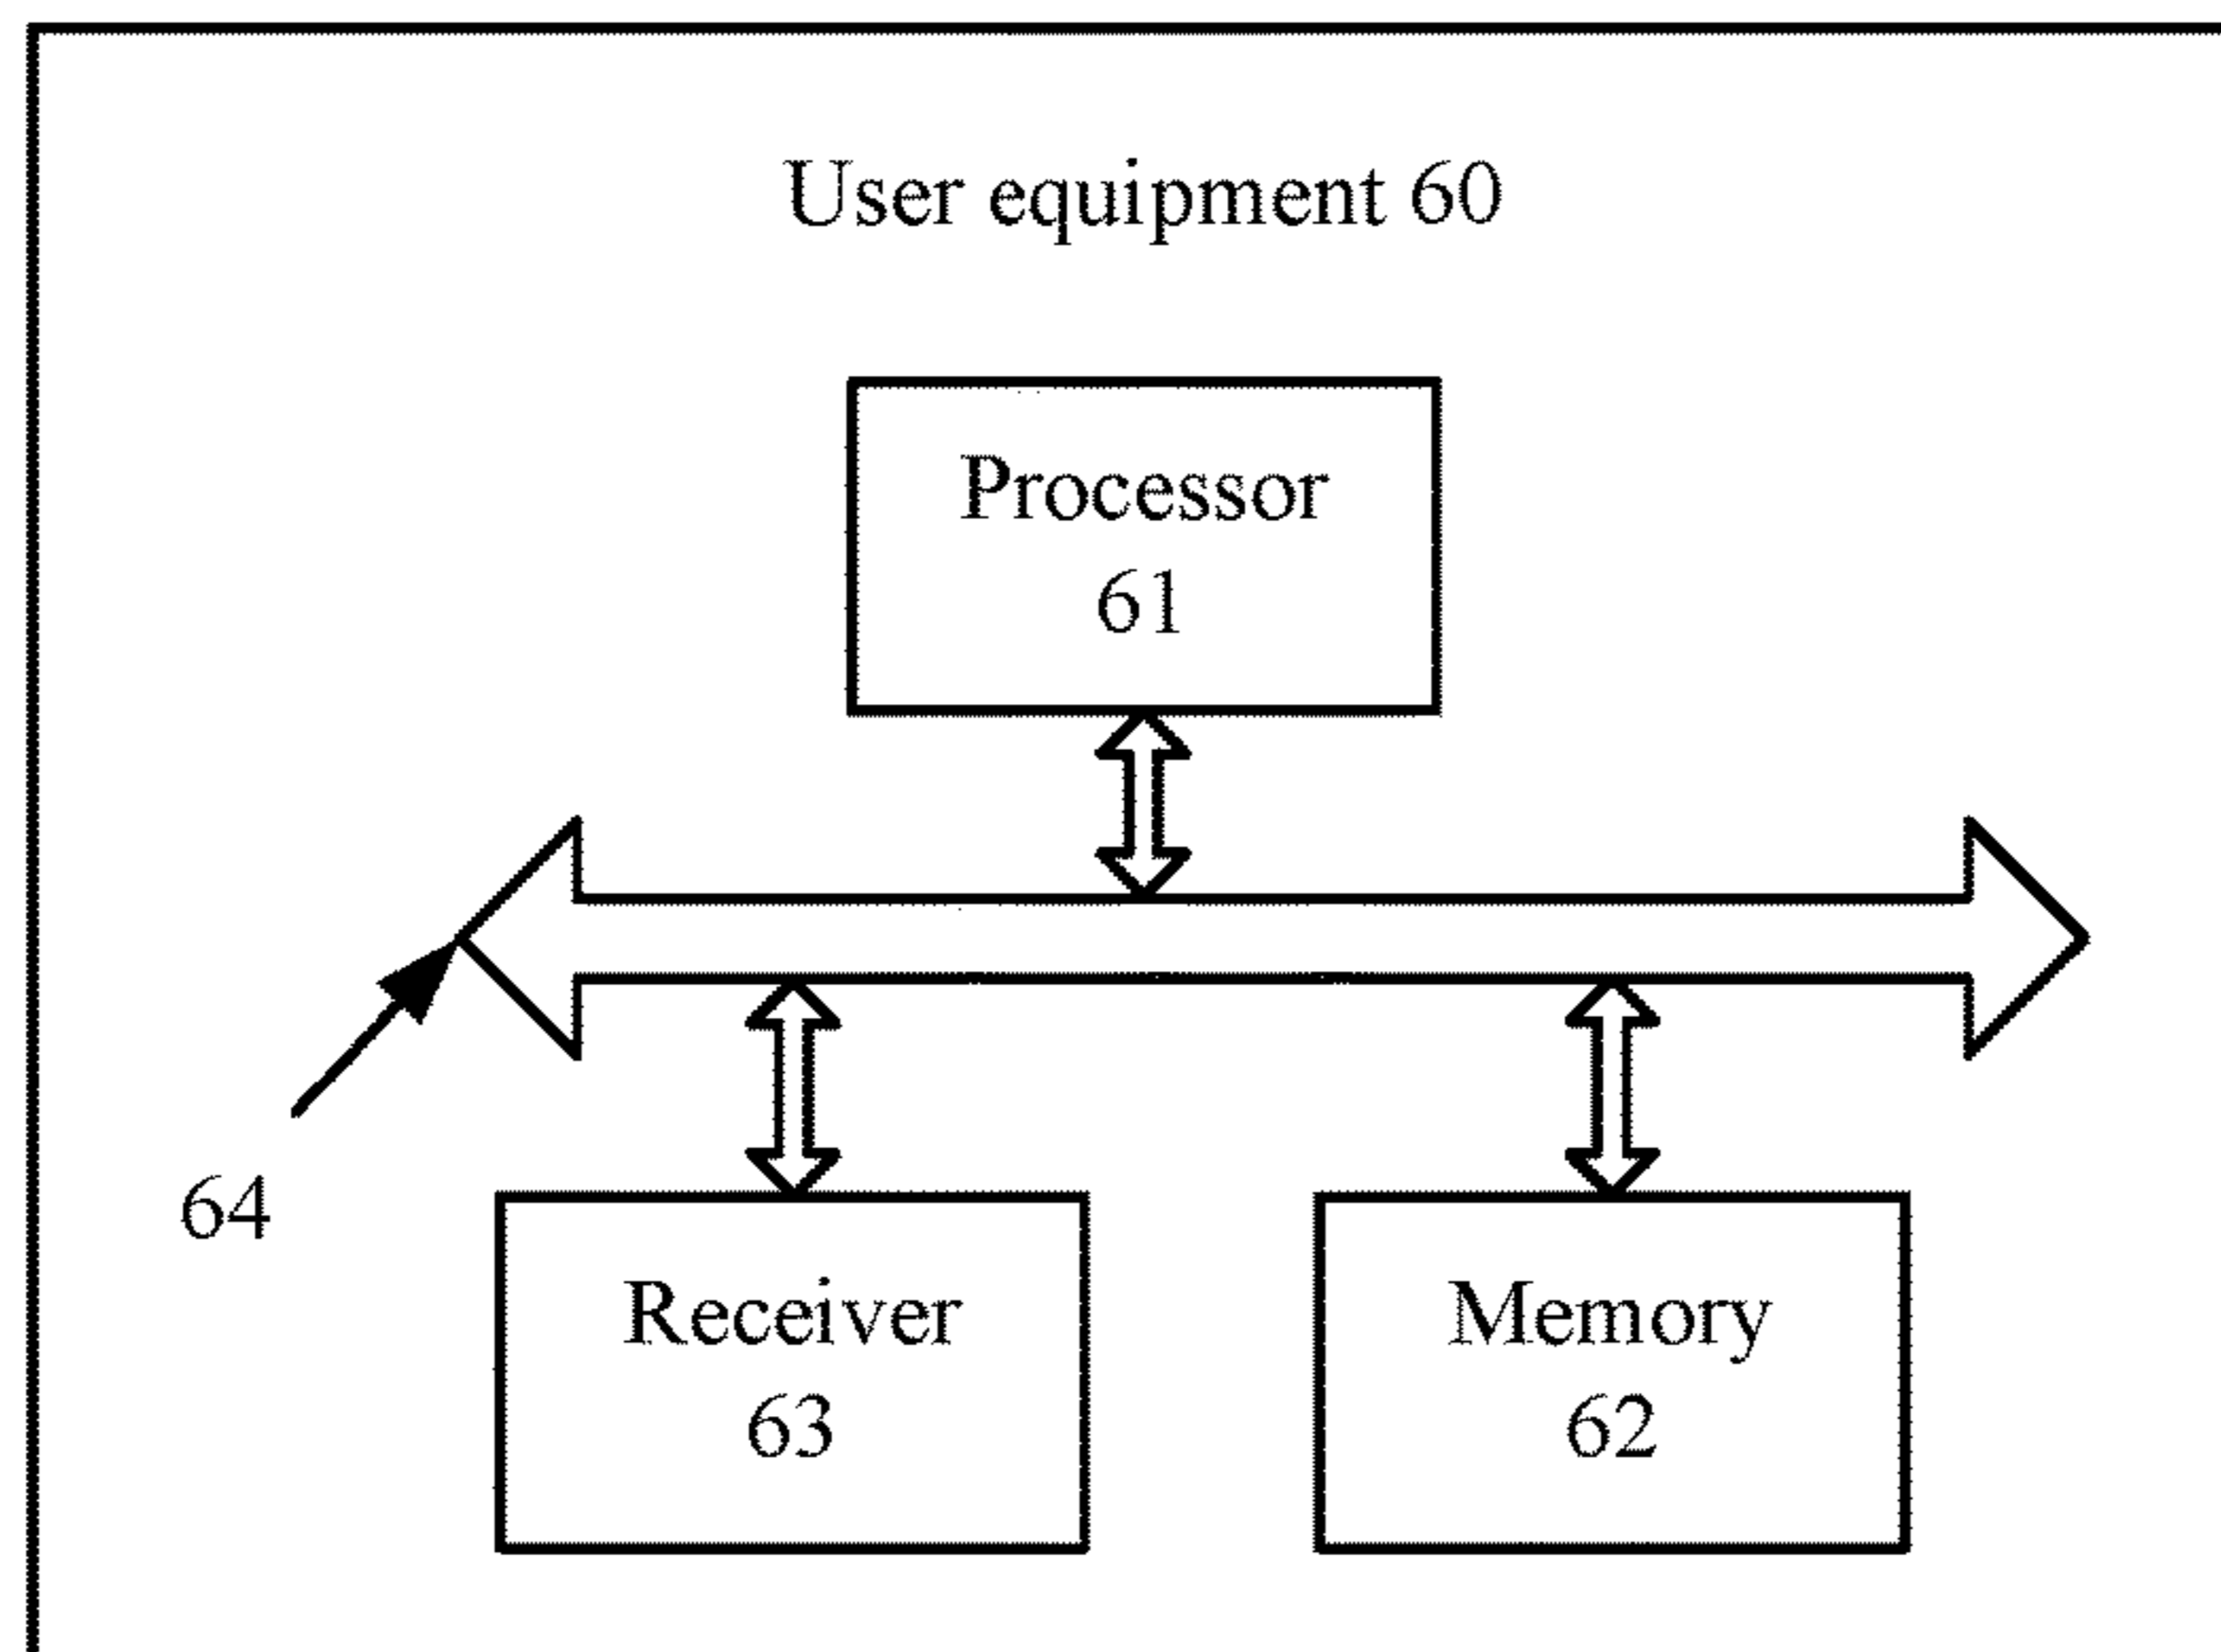 User equipment 60
Processor
61
64
Receiver
63
Memory
62